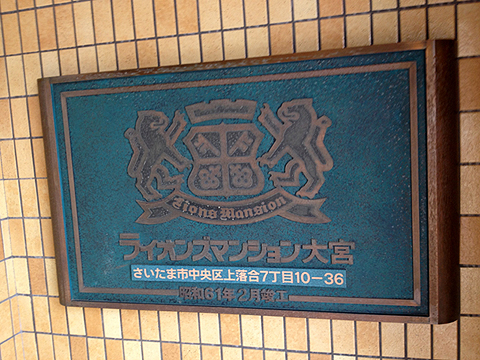 Lions Mansion
ライオンズマンション大宮
さいたま市中央区上落合7丁目10-36
昭和61年2月竣工